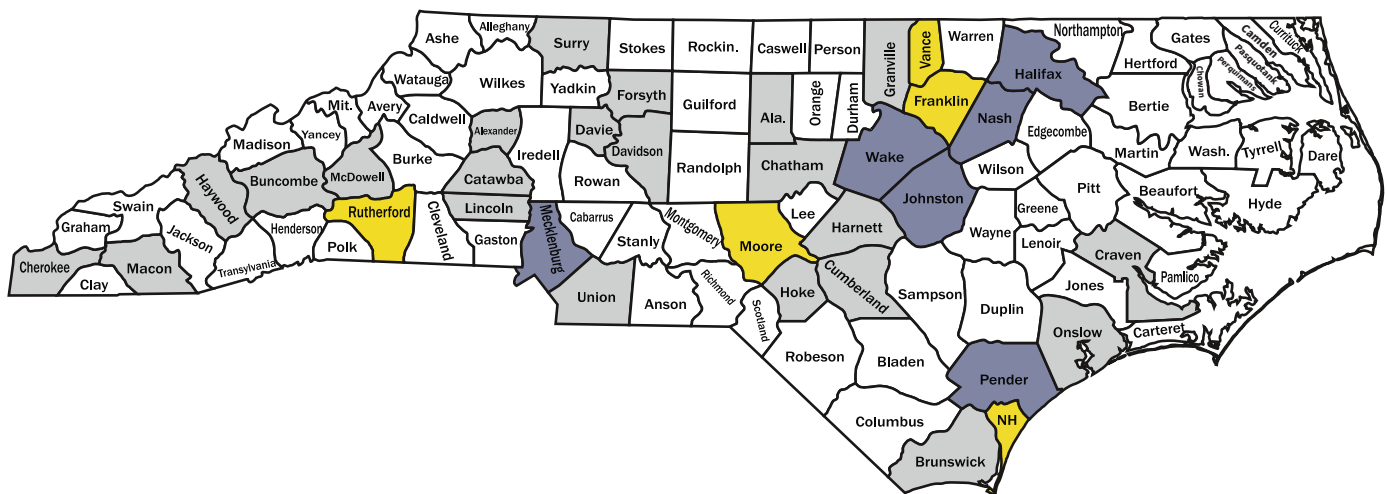 Alleghany
Northampton
Currituck
Ashe
Surry
Stokes
Rockin.
Caswell
Person
Granville
Vance
Warren
Gates
Camden
Pasquotank
Perquimans
Chowan
Hertford
Halifax
Watauga
Wilkes
Yadkin
Forsyth
Guilford
Orange
Durham
Franklin
Bertie
Mit.
Avery
Caldwell
Alexander
Davie
Ala.
Nash
Edgecombe
Madison
Yancey
Iredell
Davidson
Randolph
Chatham
Wake
Wilson
Martin
Wash.
Tyrrell
Dare
Burke
McDowell
Buncombe
Haywood
Catawba
Rowan
Pitt
Beaufort
Hyde
Swain
Rutherford
Cleveland
Lincoln
Mecklenburg
Cabarrus
Montgomery
Lee
Johnston
Greene
Graham
Jackson
Henderson
Polk
Gaston
Stanly
Moore
Harnett
Wayne
Lenoir
Craven
Cherokee
Macon
Transylvania
Clay
Pamlico
Union
Anson
Richmond
Scotland
Hoke
Cumberland
Sampson
Duplin
Jones
Onslow
Carteret
Robeson
Bladen
Pender
Columbus
NH
Brunswick